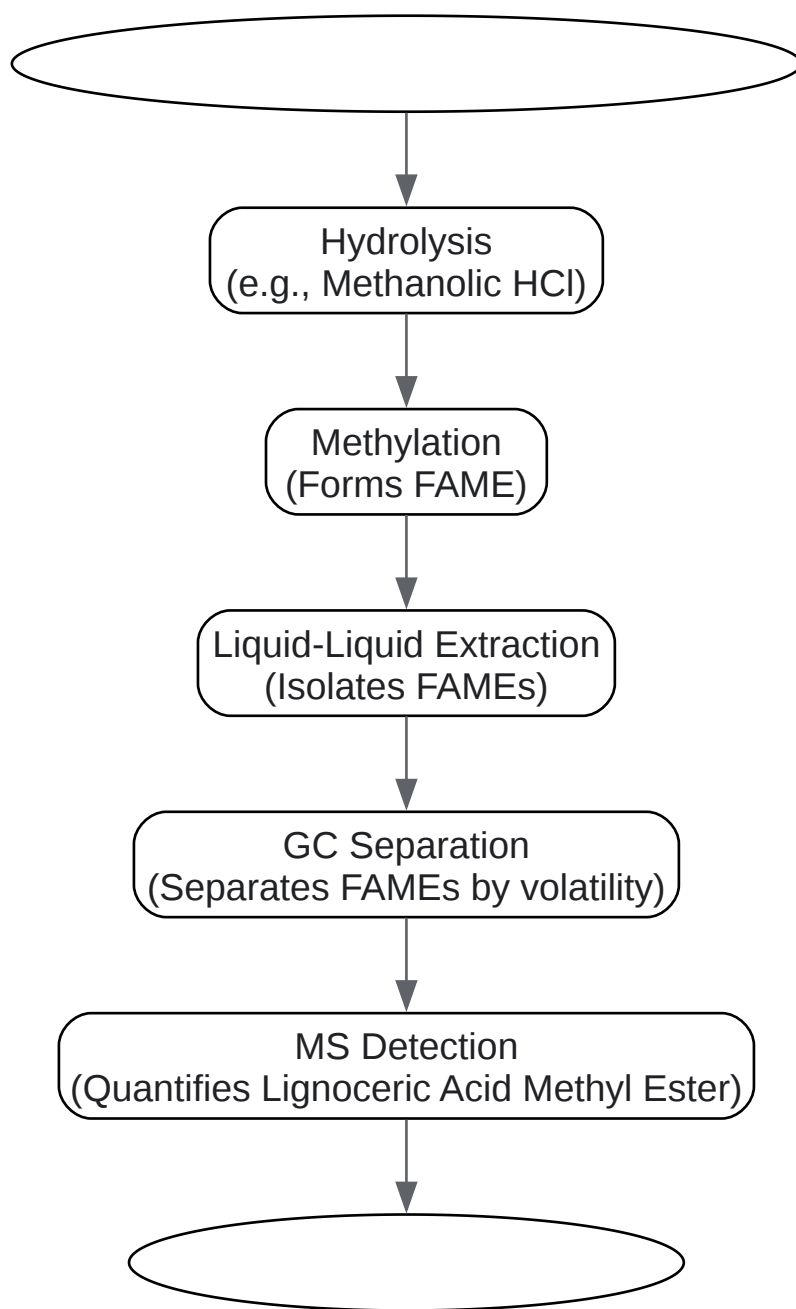 Hydrolysis
(e.g., Methanolic HCl)
Methylation
(Forms FAME)
Liquid-Liquid Extraction
(Isolates FAMEs)
GC Separation
(Separates FAMEs by volatility)
MS Detection
(Quantifies Lignoceric Acid Methyl Ester)